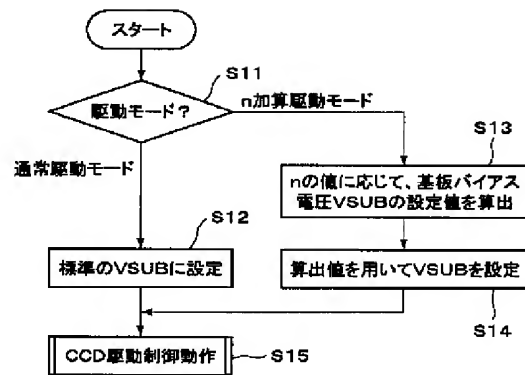 スタート
S11
駆動モード？
n加算駆動モード
通常駆動モード
S13
nの値に応じて、基板バイアス
電圧VSUBの設定値を算出
S12
標準のVSUBに設定
算出値を用いてVSUBを設定
S14
CCD駆動制御動作
S15